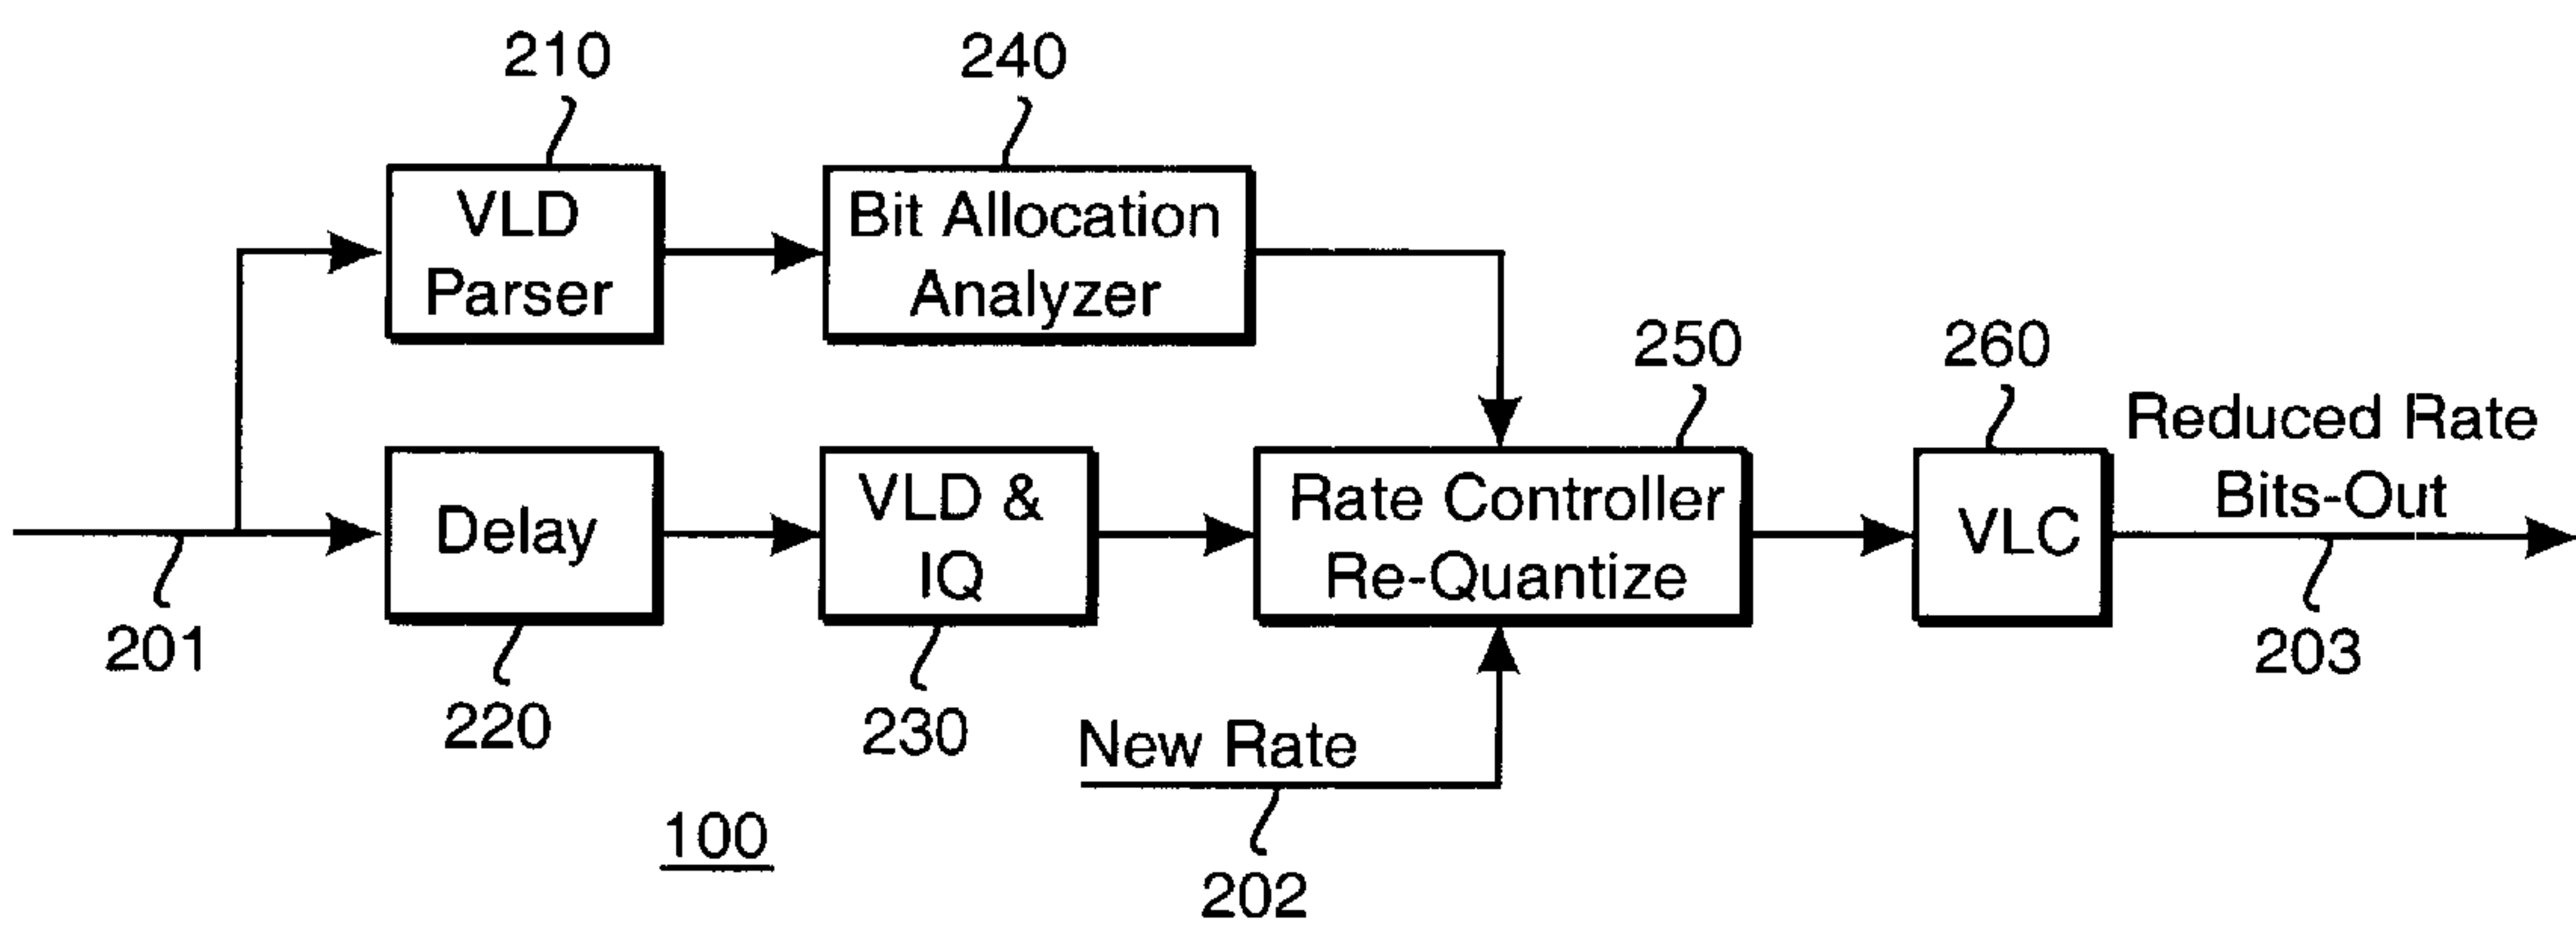 210
240
VLD
Parser
Bit Allocation
Analyzer
250
260
Reduced Rate
Bits-Out
Delay
VLD &
IQ
Rate Controller
Re-Quantize
VLC
201
203
220
230
New Rate
100
202